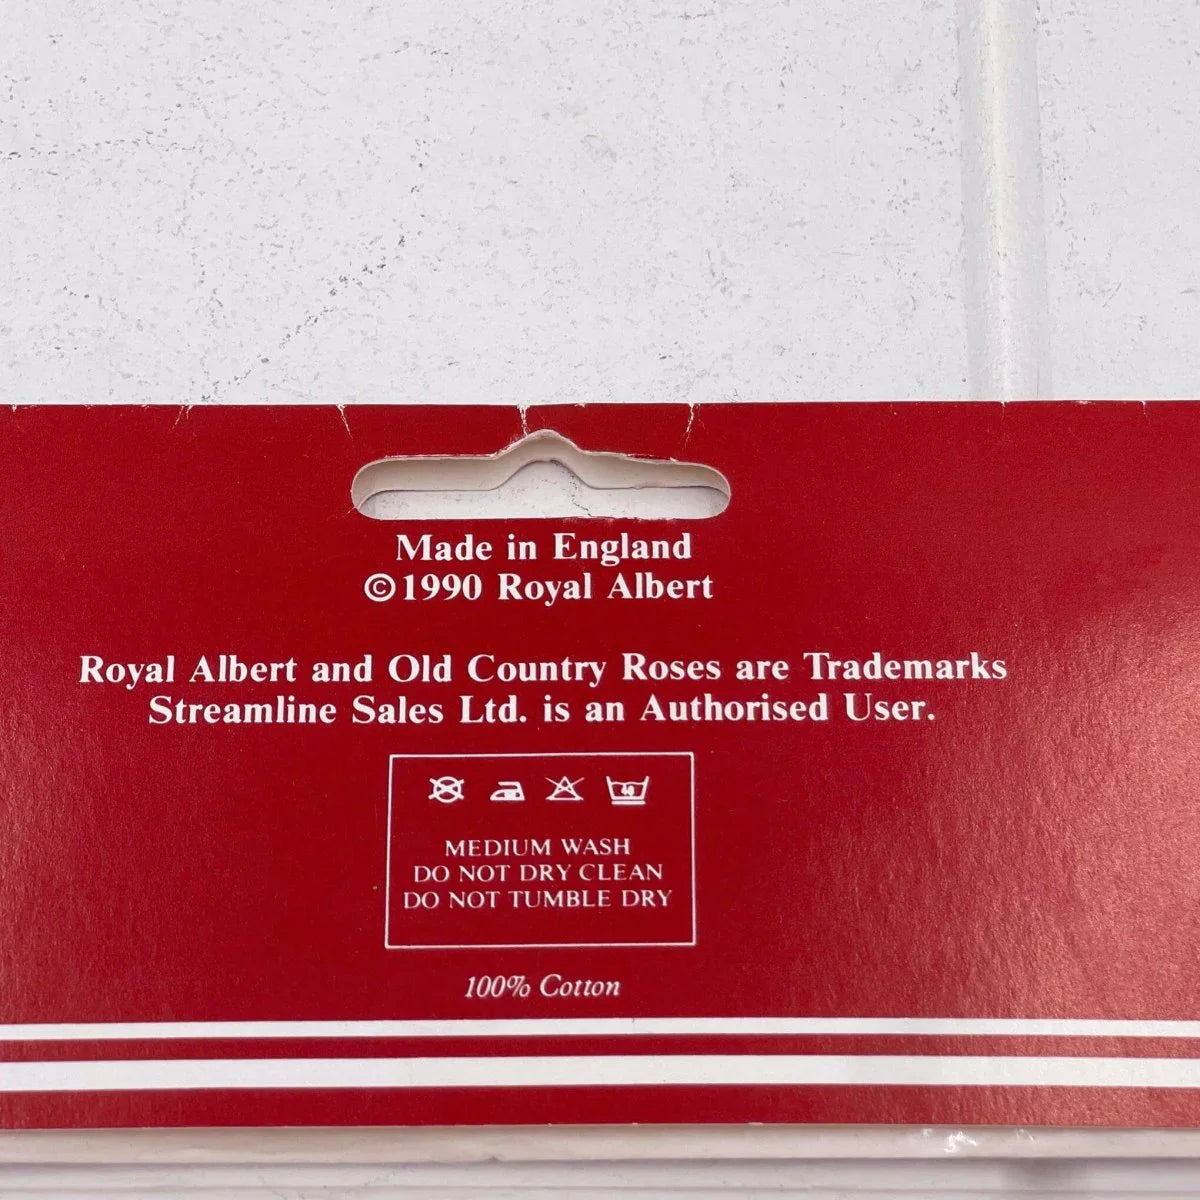 Made in England
©1990 Royal Albert
Royal Albert and Old Country Roses are Trademarks
Streamline Sales Ltd. is an Authorised User.
40
MEDIUM WASH
DO NOT DRY CLEAN
DO NOT TUMBLE DRY
100% Cotton